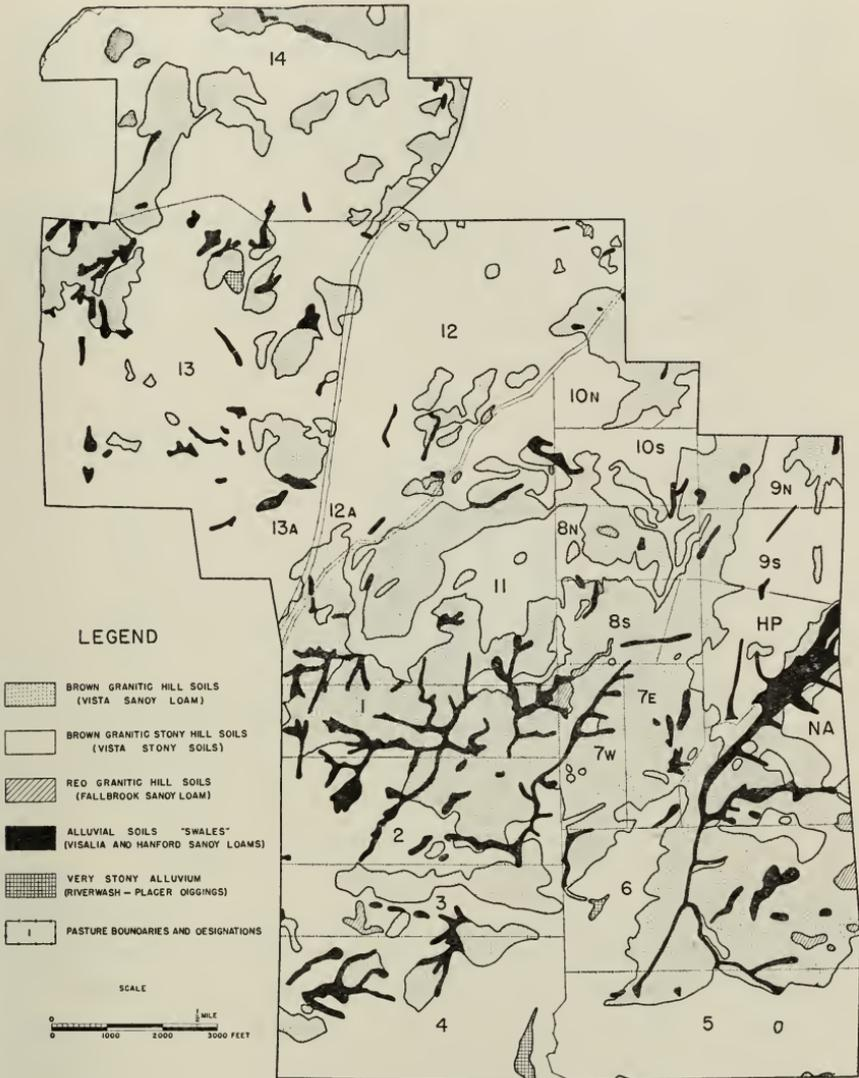 14
13
12
10N
10S
9N
13A
12A
8N
9S
11
8S
HP
1
7E
NA
7W
2
6
3
4
5
LEGEND
BROWN GRANITIC HILL SOILS
(VISTA SANDY LOAM)
BROWN GRANITIC STONY HILL SOILS
(VISTA STONY SOILS)
RED GRANITIC HILL SOILS
(FALLBROOK SANDY LOAM)
ALLUVIAL SOILS "SWALES"
(VISALIA AND HANFORD SANDY LOAMS)
VERY STONY ALLUVIUM
(RIVERWASH — PLACER DIGGINGS)
1 PASTURE BOUNDARIES AND DESIGNATIONS
SCALE
0 ½ MILE
0 1000 2000 3000 FEET